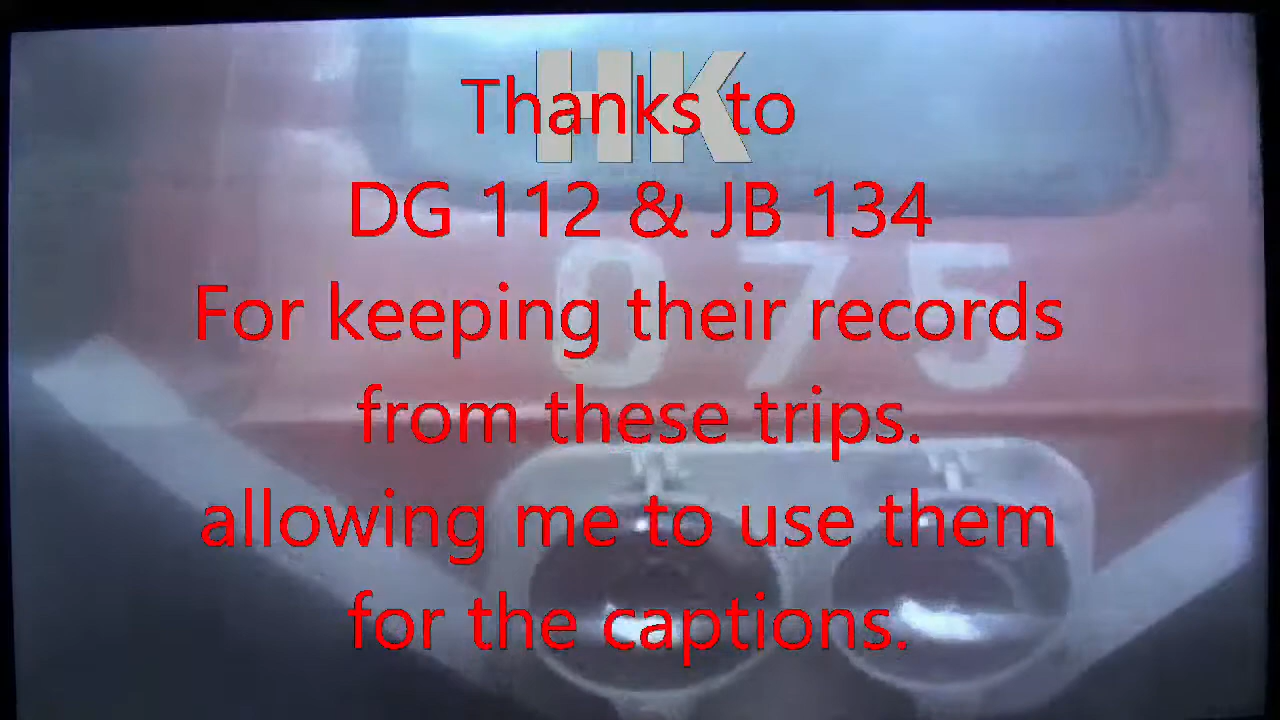 HK
Thanks to
DG 112 & JB 134
075
For keeping their records
from these trips.
allowing me to use them
for the captions.